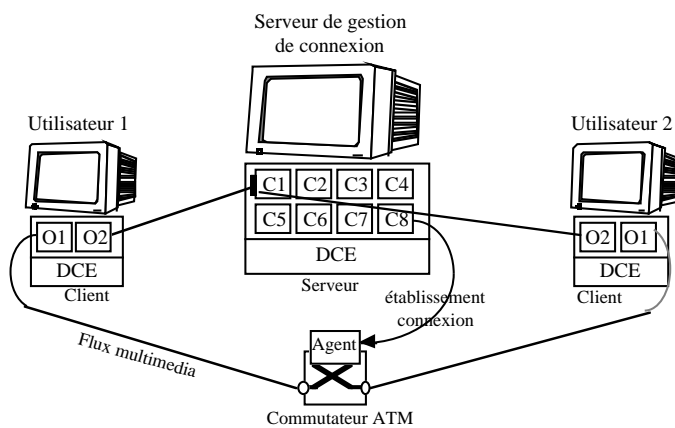 Serveur de gestion
de connexion
Utilisateur 1
Utilisateur 2
C1 C2 C3 C4
C5 C6 C7 C8
O1 O2
O2 O1
DCE
DCE
DCE
Client
Serveur
Client
établissement
connexion
Agent
Flux multimedia
Commutateur ATM